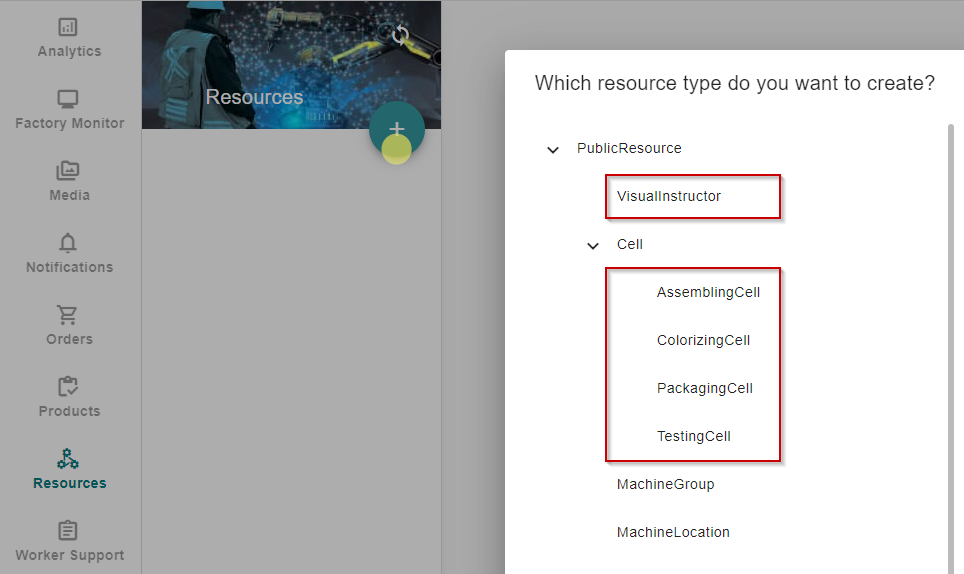 Analytics
Factory Monitor
Media
Notifications
Orders
Products
Resources
Worker Support
Resources
Which resource type do you want to create?
PublicResource
VisualInstructor
Cell
AssemblingCell
ColorizingCell
PackagingCell
TestingCell
MachineGroup
MachineLocation